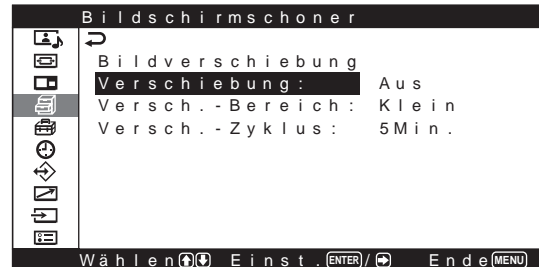 Bildschirmschoner
Bildverschiebung
Verschiebung: Aus
Versch.-Bereich: Klein
Versch.-Zyklus: 5Min.
Wählen Einst. ENTER/ Ende MENU